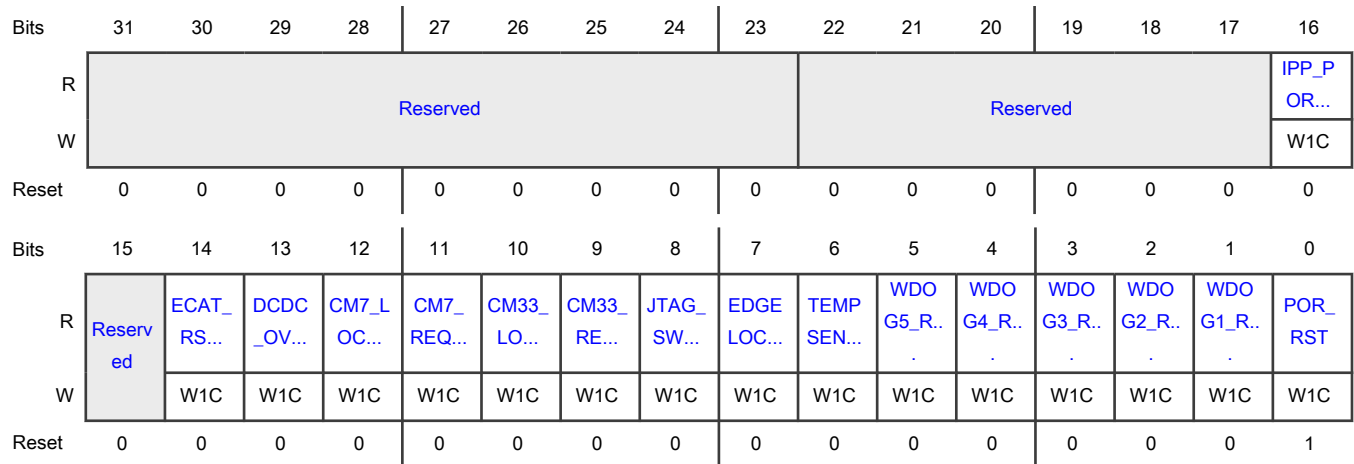 Bits 31 30 29 28 27 26 25 24 23 22 21 20 19 18 17 16
R Reserved Reserved IPP_P
OR...
W W1C
Reset 0 0 0 0 0 0 0 0 0 0 0 0 0 0 0 0
Bits 15 14 13 12 11 10 9 8 7 6 5 4 3 2 1 0
R Reserv
ed ECAT_
RS... DCDC
_OV... CM7_L
OC... CM7_
REQ... CM33_
LO... CM33_
RE... JTAG_
SW... EDGE
LOC... TEMP
SEN... WDO
G5_R..
. WDO
G4_R..
. WDO
G3_R..
. WDO
G2_R..
. WDO
G1_R..
. POR_
RST
W W1C W1C W1C W1C W1C W1C W1C W1C W1C W1C W1C W1C W1C W1C W1C
Reset 0 0 0 0 0 0 0 0 0 0 0 0 0 0 0 1